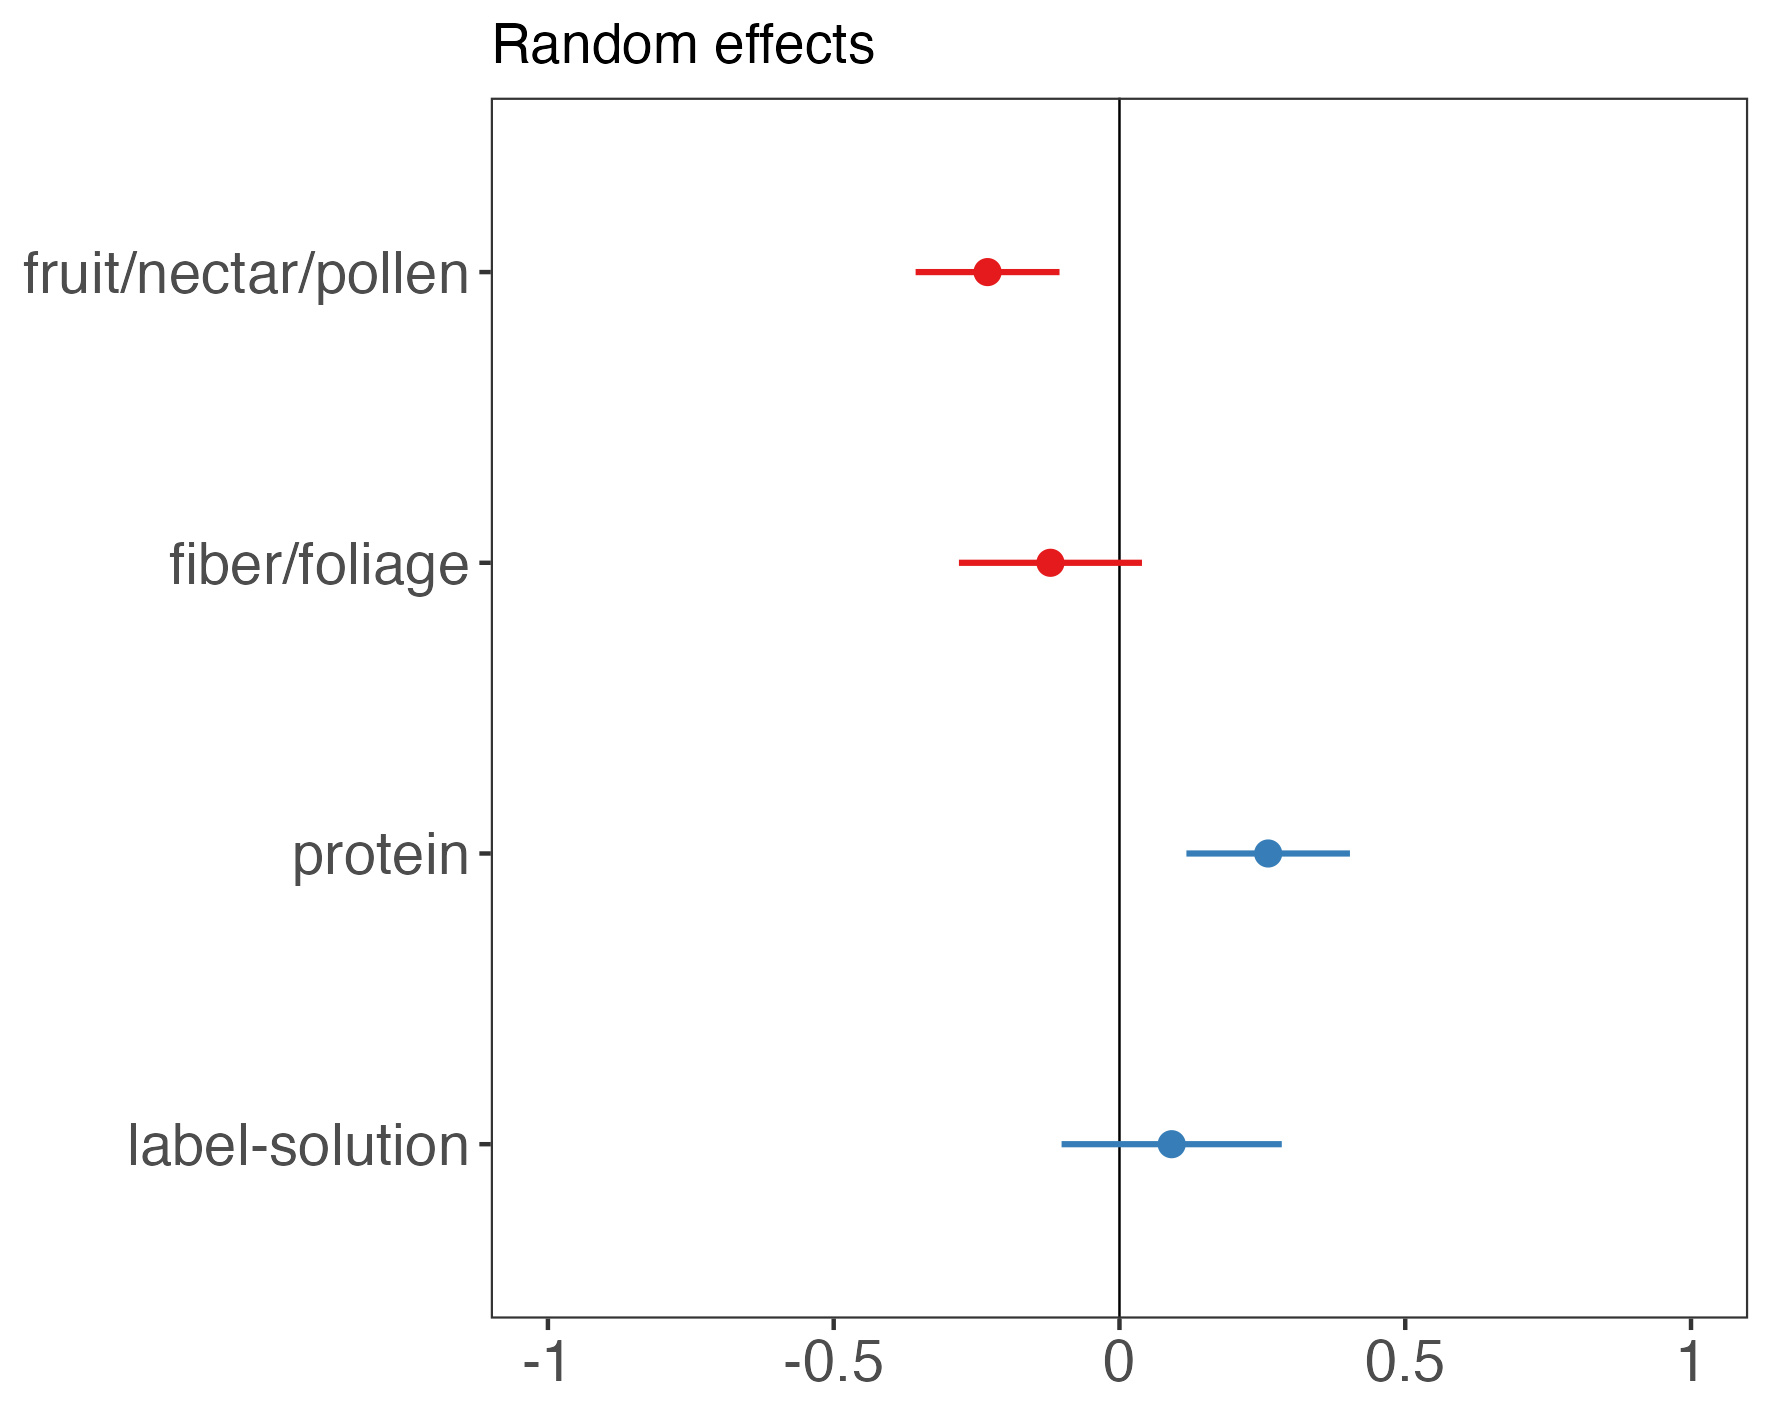 Random effects
fruit/nectar/pollen
fiber/foliage
protein
label-solution
-1 -0.5 0 0.5 1